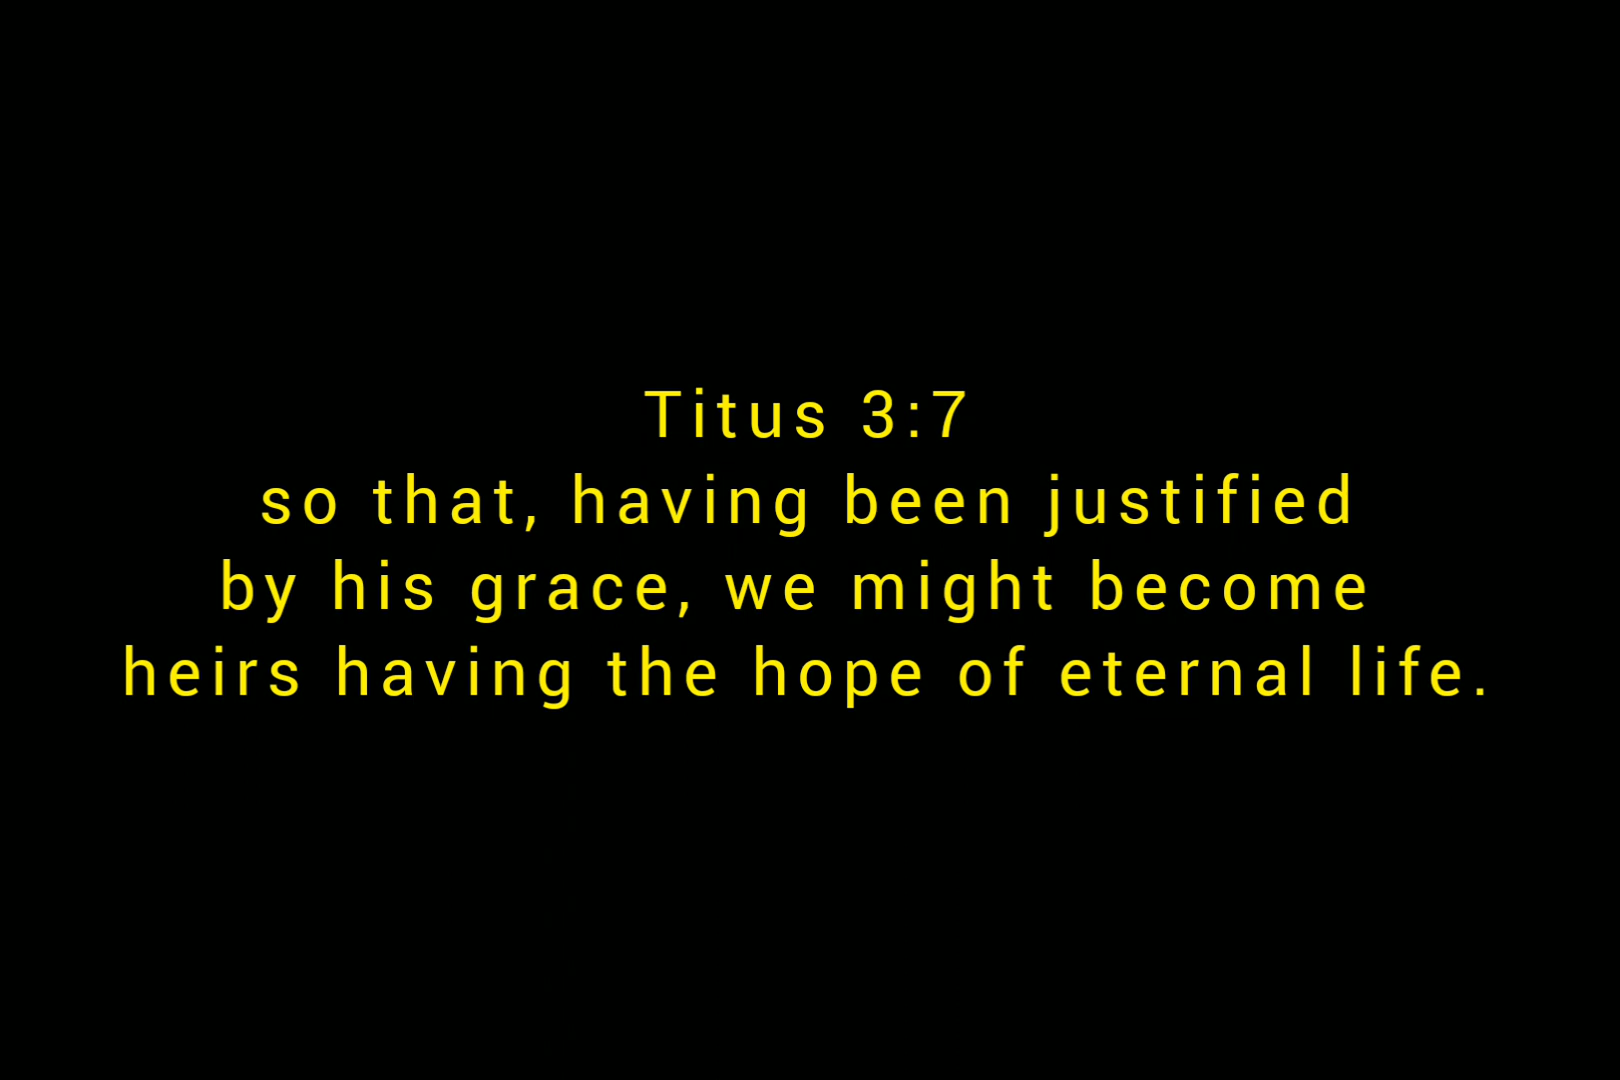 Titus 3:7
so that, having been justified
by his grace, we might become
heirs having the hope of eternal life.